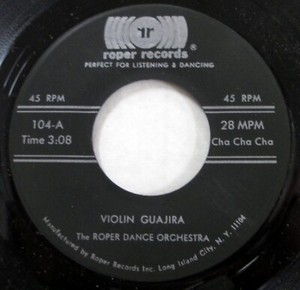 rr
roper records®
PERFECT FOR LISTENING & DANCING
45 RPM
45 RPM
104-A
Time 3:08
28 MPM
Cha Cha Cha
VIOLIN GUAJIRA
The ROPER DANCE ORCHESTRA
Manufactured by Roper Records Inc. Long Island City, N. Y. 11104